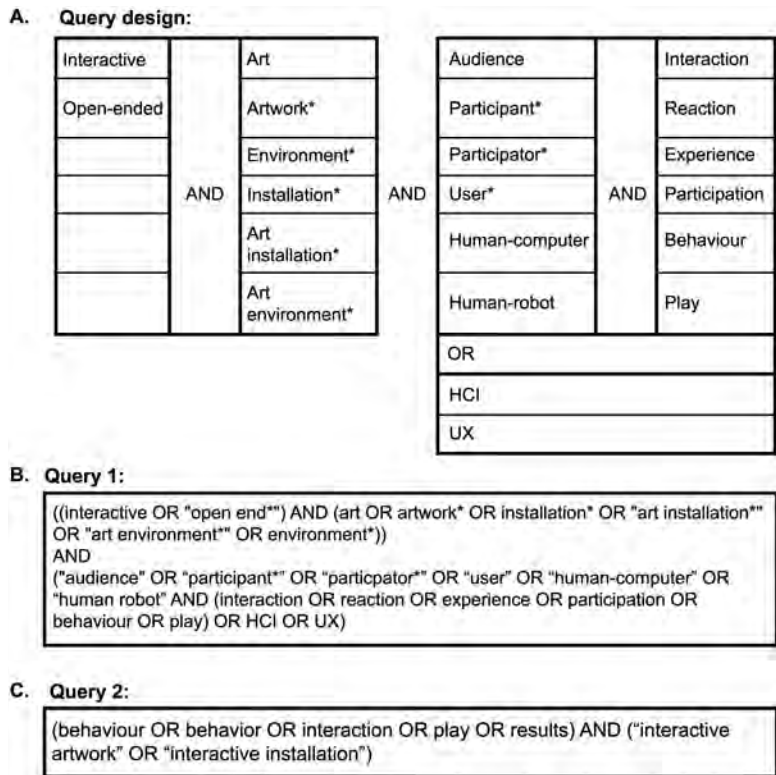 A. Query design:
Interactive Art Audience Interaction
Open-ended Artwork* Participant* Reaction
Environment* Participator* Experience
AND Installation* AND User* AND Participation
Art installation* Human-computer Behaviour
Art environment* Human-robot Play
OR
HCI
UX
B. Query 1:
((interactive OR "open end*") AND (art OR artwork* OR installation* OR "art installation*"
OR "art environment*" OR environment*))
AND
("audience" OR "participant*" OR "particpator*" OR "user" OR "human-computer" OR
"human robot" AND (interaction OR reaction OR experience OR participation OR
behaviour OR play) OR HCI OR UX)
C. Query 2:
(behaviour OR behavior OR interaction OR play OR results) AND ("interactive
artwork" OR "interactive installation")